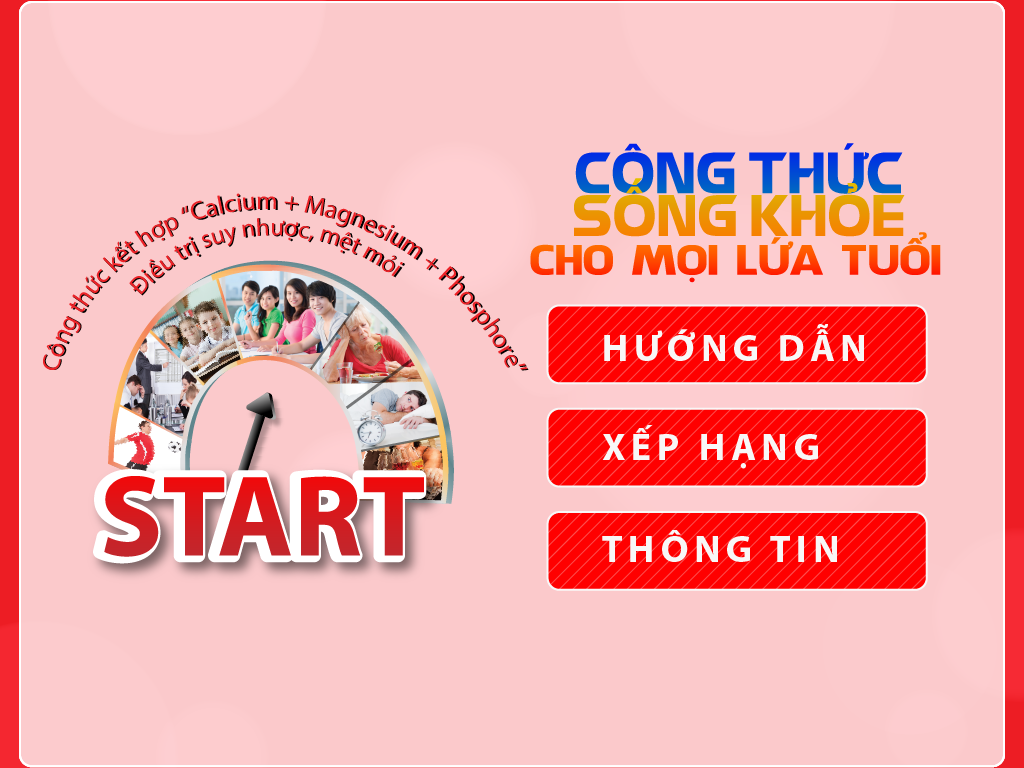 Công thức kết hợp “Calcium + Magnesium + Phosphore”
Điều trị suy nhược, mệt mỏi
START
CÔNG THỨC
SỐNG KHỎE
CHO MỌI LỨA TUỔI
HƯỚNG DẪN
XẾP HẠNG
THÔNG TIN